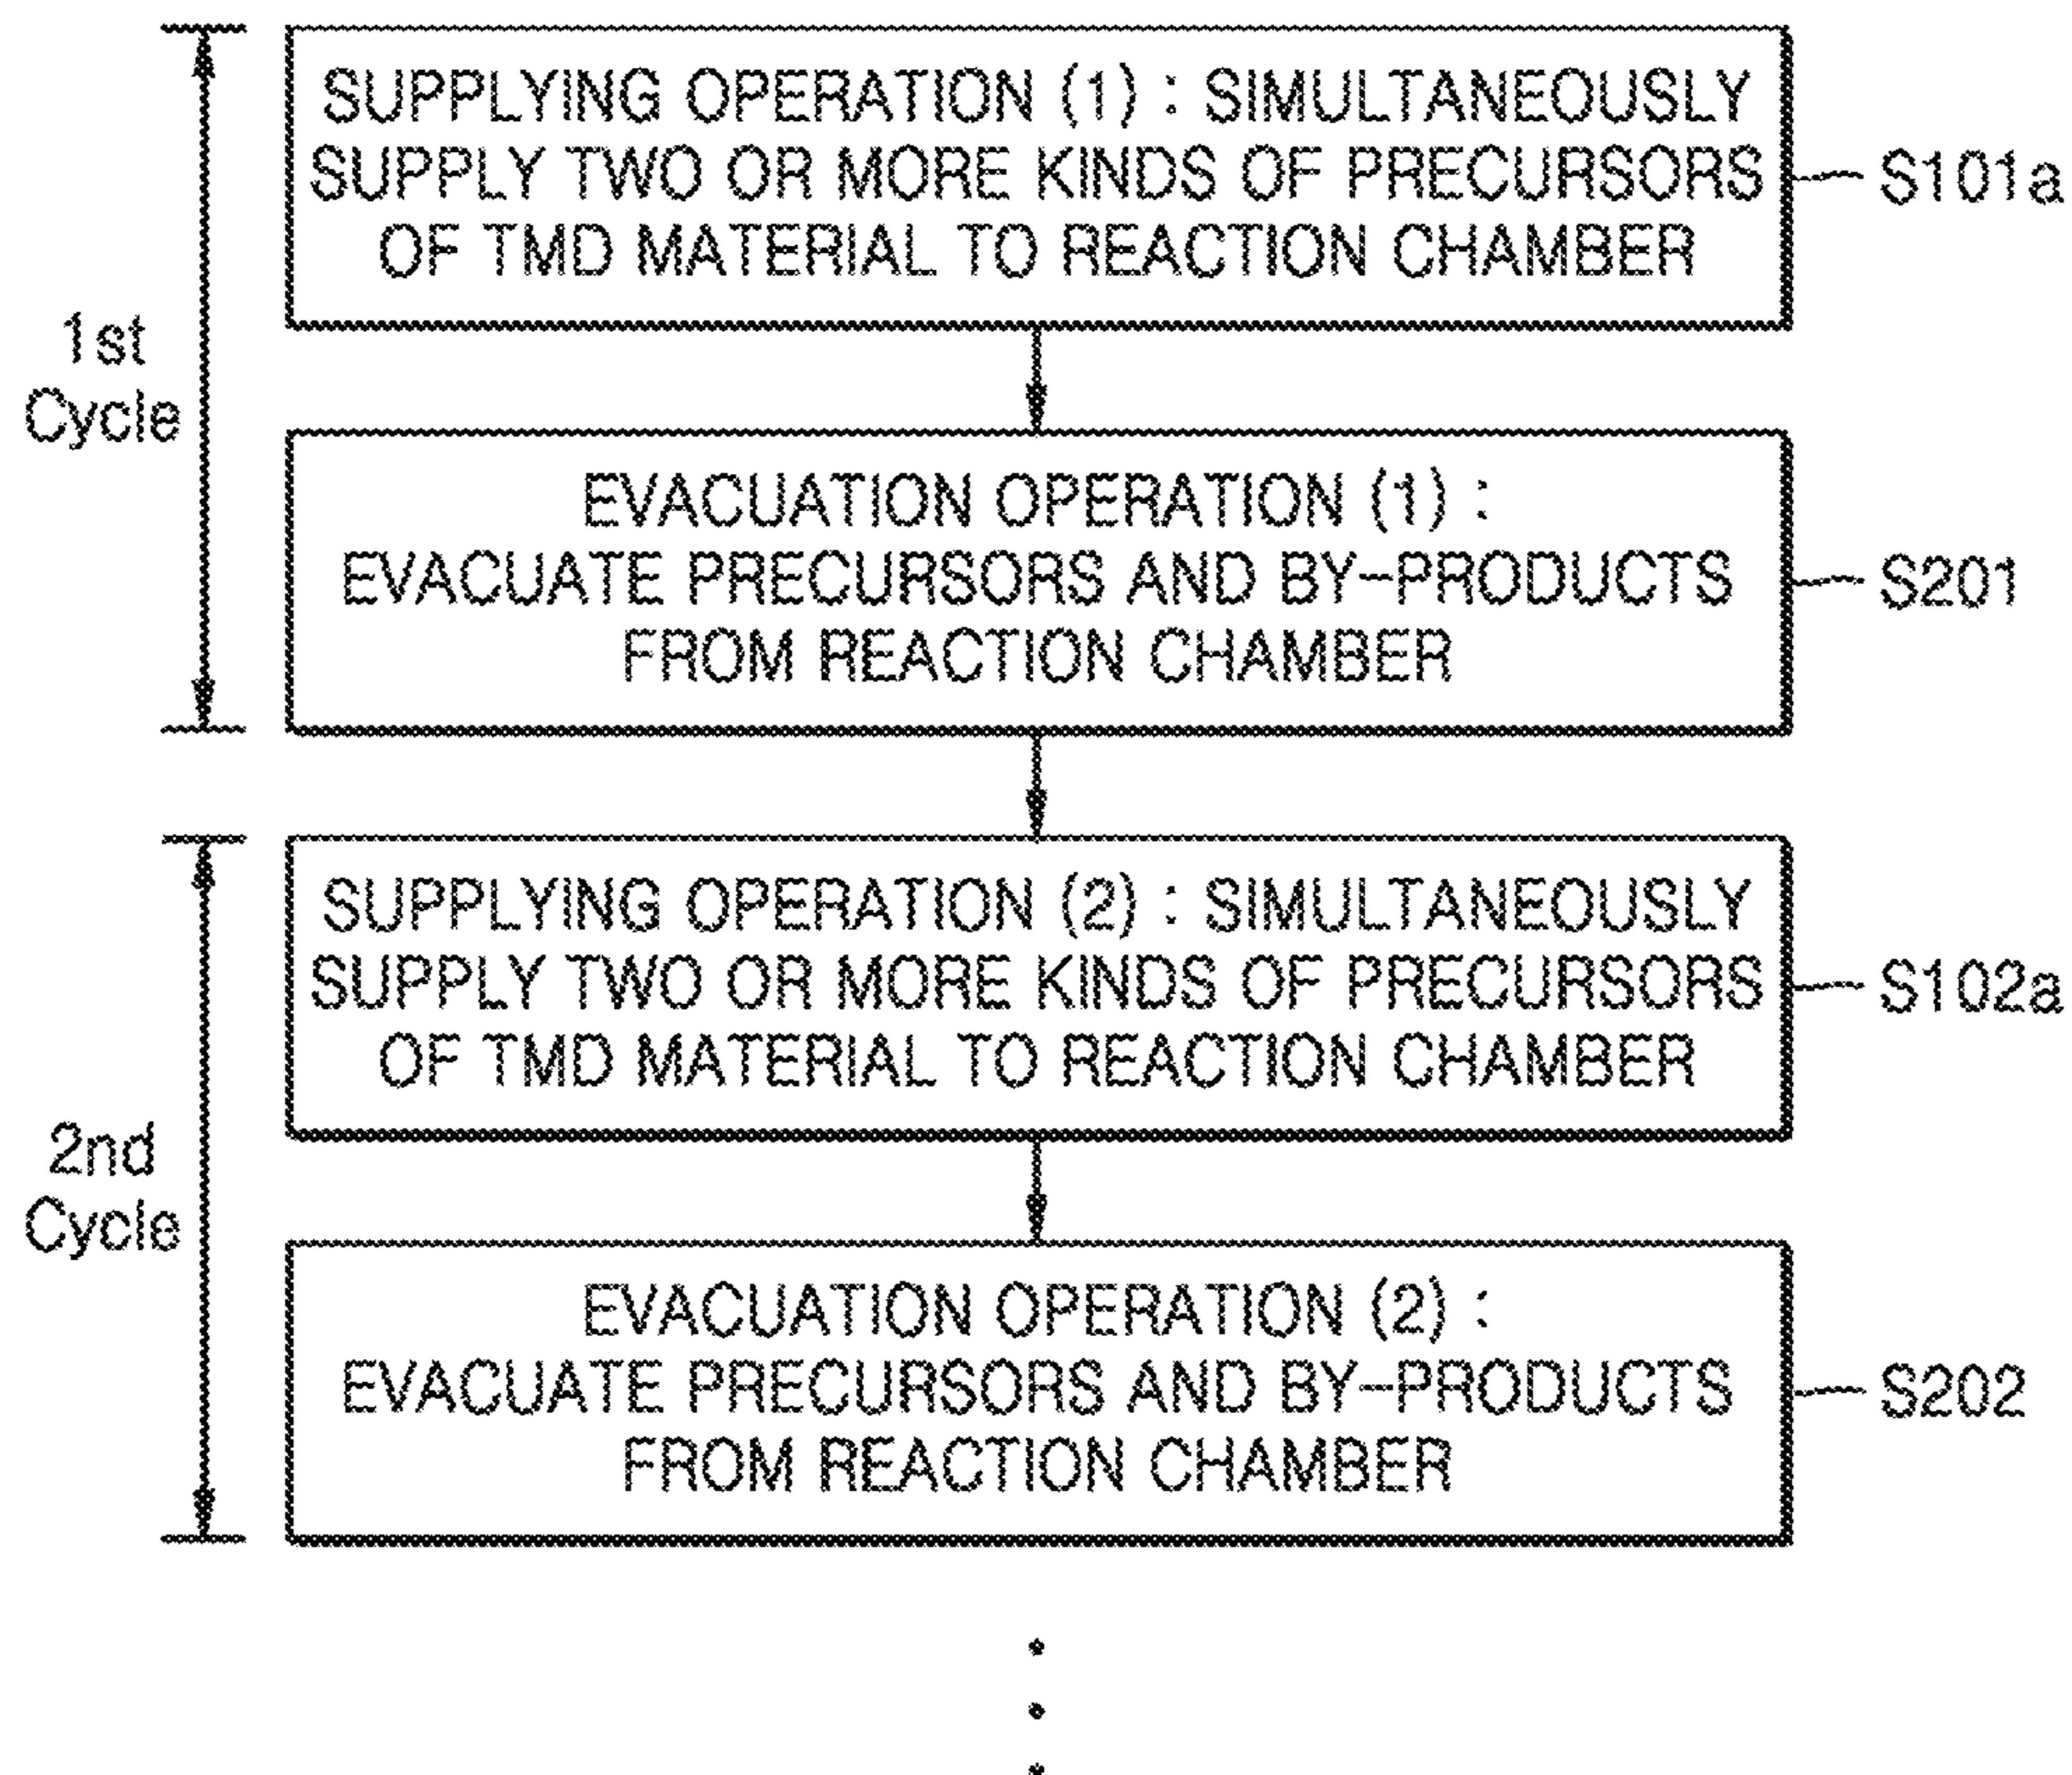 SUPPLYING OPERATION (1) : SIMULTANEOUSLY
SUPPLY TWO OR MORE KINDS OF PRECURSORS
OF TMD MATERIAL TO REACTION CHAMBER
S101a
1st
Cycle
EVACUATION OPERATION (1) :
EVACUATE PRECURSORS AND BY-PRODUCTS
FROM REACTION CHAMBER
S201
SUPPLYING OPERATION (2) : SIMULTANEOUSLY
SUPPLY TWO OR MORE KINDS OF PRECURSORS
OF TMD MATERIAL TO REACTION CHAMBER
S102a
2nd
Cycle
EVACUATION OPERATION (2) :
EVACUATE PRECURSORS AND BY-PRODUCTS
FROM REACTION CHAMBER
S202